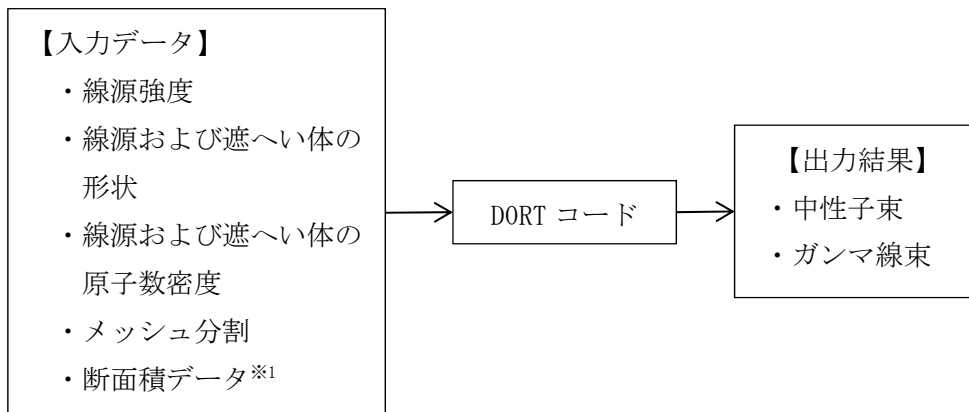 【入力データ】
・線源強度
・線源および遮へい体の
形状
・線源および遮へい体の
原子数密度
・メッシュ分割
・断面積データ※1
DORT コード
【出力結果】
・中性子束
・ガンマ線束